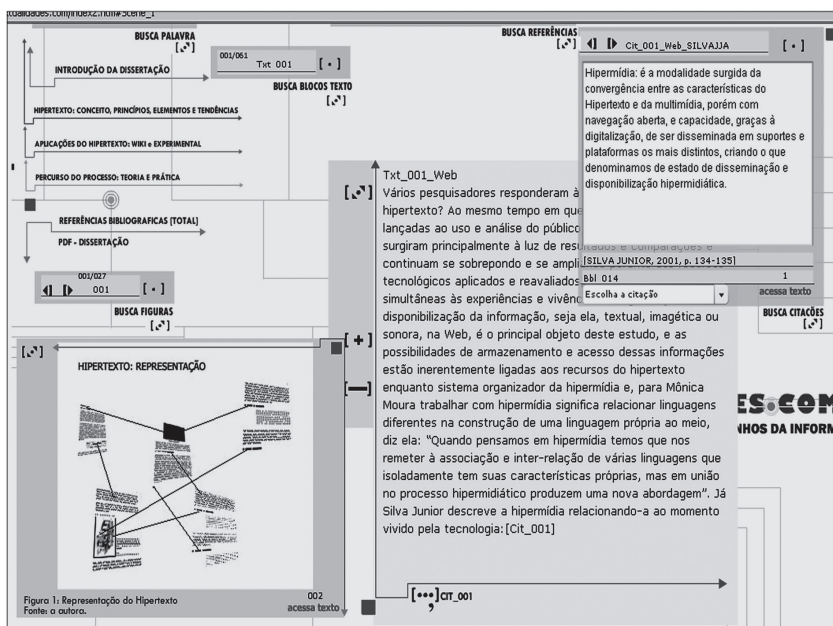 tualidades.com/index2.htm#Scene_1
BUSCA PALAVRA
INTRODUÇÃO DA DISSERTAÇÃO
HIPERTEXTO: CONCEITO, PRINCÍPIOS, ELEMENTOS E TENDÊNCIAS
APLICAÇÕES DO HIPERTEXTO: WIKI e EXPERIMENTAL
PERCURSO DO PROCESSO: TEORIA E PRÁTICA
REFERÊNCIAS BIBLIOGRAFICAS [TOTAL]
PDF - DISSERTAÇÃO
001/061
Txt 001
BUSCA BLOCOS TEXTO
001/027
001
BUSCA FIGURAS
HIPERTEXTO: REPRESENTAÇÃO
Figura 1: Representação do Hipertexto
Fonte: a autora.
002
acessa texto
Txt_001_Web
Vários pesquisadores responderam à
hipertexto? Ao mesmo tempo em que
lançadas ao uso e análise do público
surgiram principalmente à luz de resultados e comparações e
continuam se sobrepondo e se
tecnológicos aplicados e reavaliados
simultâneas às experiências e
disponibilização da informação, seja ela, textual, imagética ou
sonora, na Web, é o principal objeto deste estudo, e as
possibilidades de armazenamento e acesso dessas informações
estão inerentemente ligadas aos recursos do hipertexto
enquanto sistema organizador da hipermídia e, para Mônica
Moura trabalhar com hipermídia significa relacionar linguagens
diferentes na construção de uma linguagem própria ao meio,
diz ela: “Quando pensamos em hipermídia temos que nos
remeter à associação e inter-relação de várias linguagens que
isoladamente tem suas características próprias, mas em união
no processo hipermidiático produzem uma nova abordagem”. Já
Silva Junior descreve a hipermídia relacionando-a ao momento
vivido pela tecnologia:[Cit_001]
CIT_001
BUSCA REFERÊNCIAS
Cit_001_Web_SILVAJJA
Hipermídia: é a modalidade surgida da
convergência entre as características do
Hipertexto e da multimídia, porém com
navegação aberta, e capacidade, graças à
digitalização, de ser disseminada em suportes e
plataformas os mais distintos, criando o que
denominamos de estado de disseminação e
disponibilização hipermidiática.
[SILVA JUNIOR, 2001, p. 134-135]
Bbl 014
1
Escolha a citação
acessa texto
BUSCA CITAÇÕES
ES.COM
NHOS DA INFORM